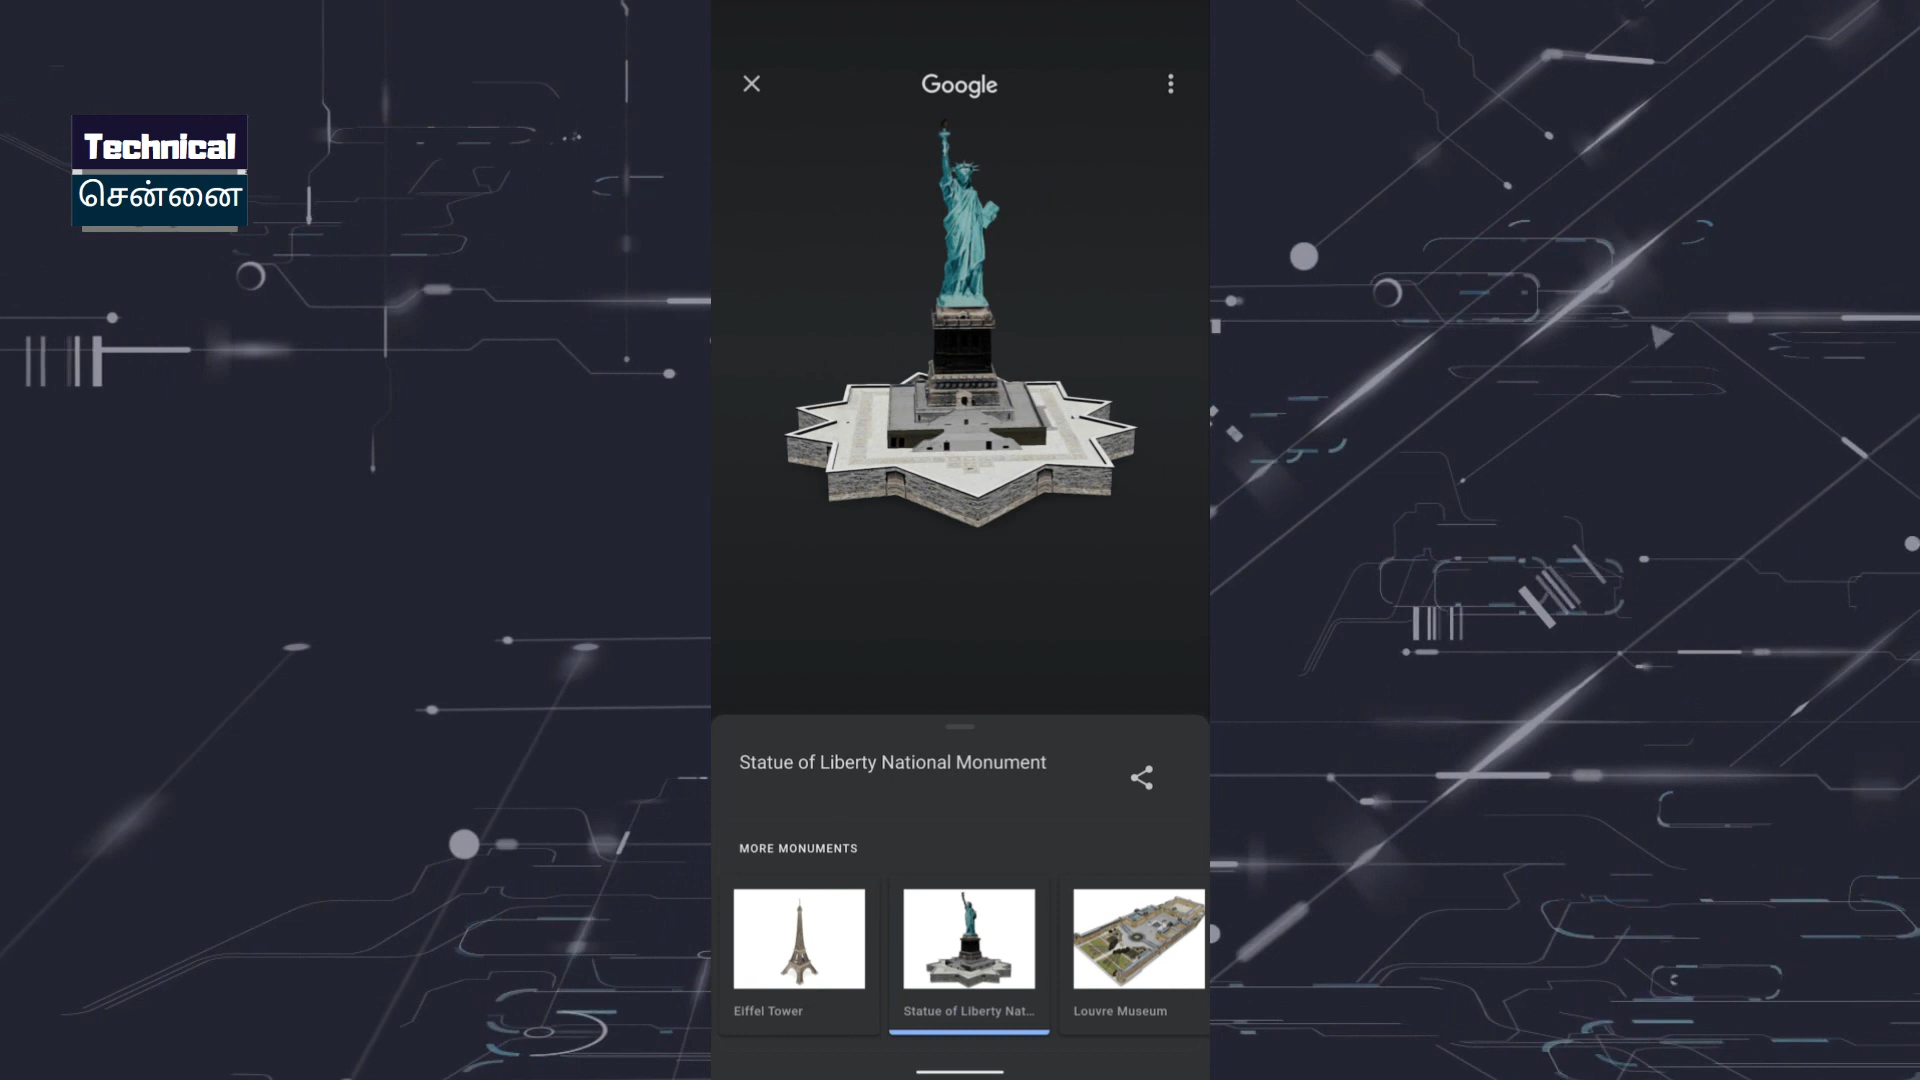 Technical
சென்னை
Google
Statue of Liberty National Monument
MORE MONUMENTS
Eiffel Tower
Statue of Liberty Nat...
Louvre Museum